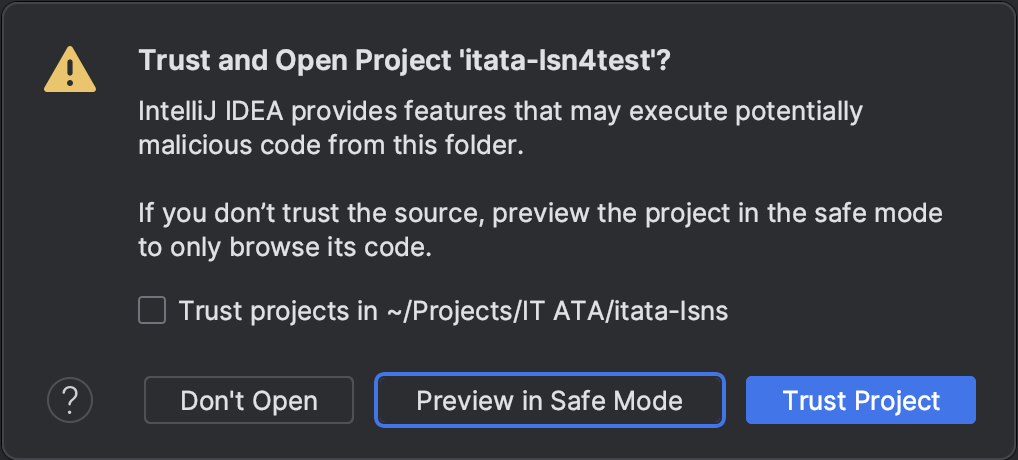 Trust and Open Project 'itata-lsn4test'?
IntelliJ IDEA provides features that may execute potentially
malicious code from this folder.
If you don’t trust the source, preview the project in the safe mode
to only browse its code.
Trust projects in ~/Projects/IT ATA/itata-lsns
? Don't Open Preview in Safe Mode Trust Project